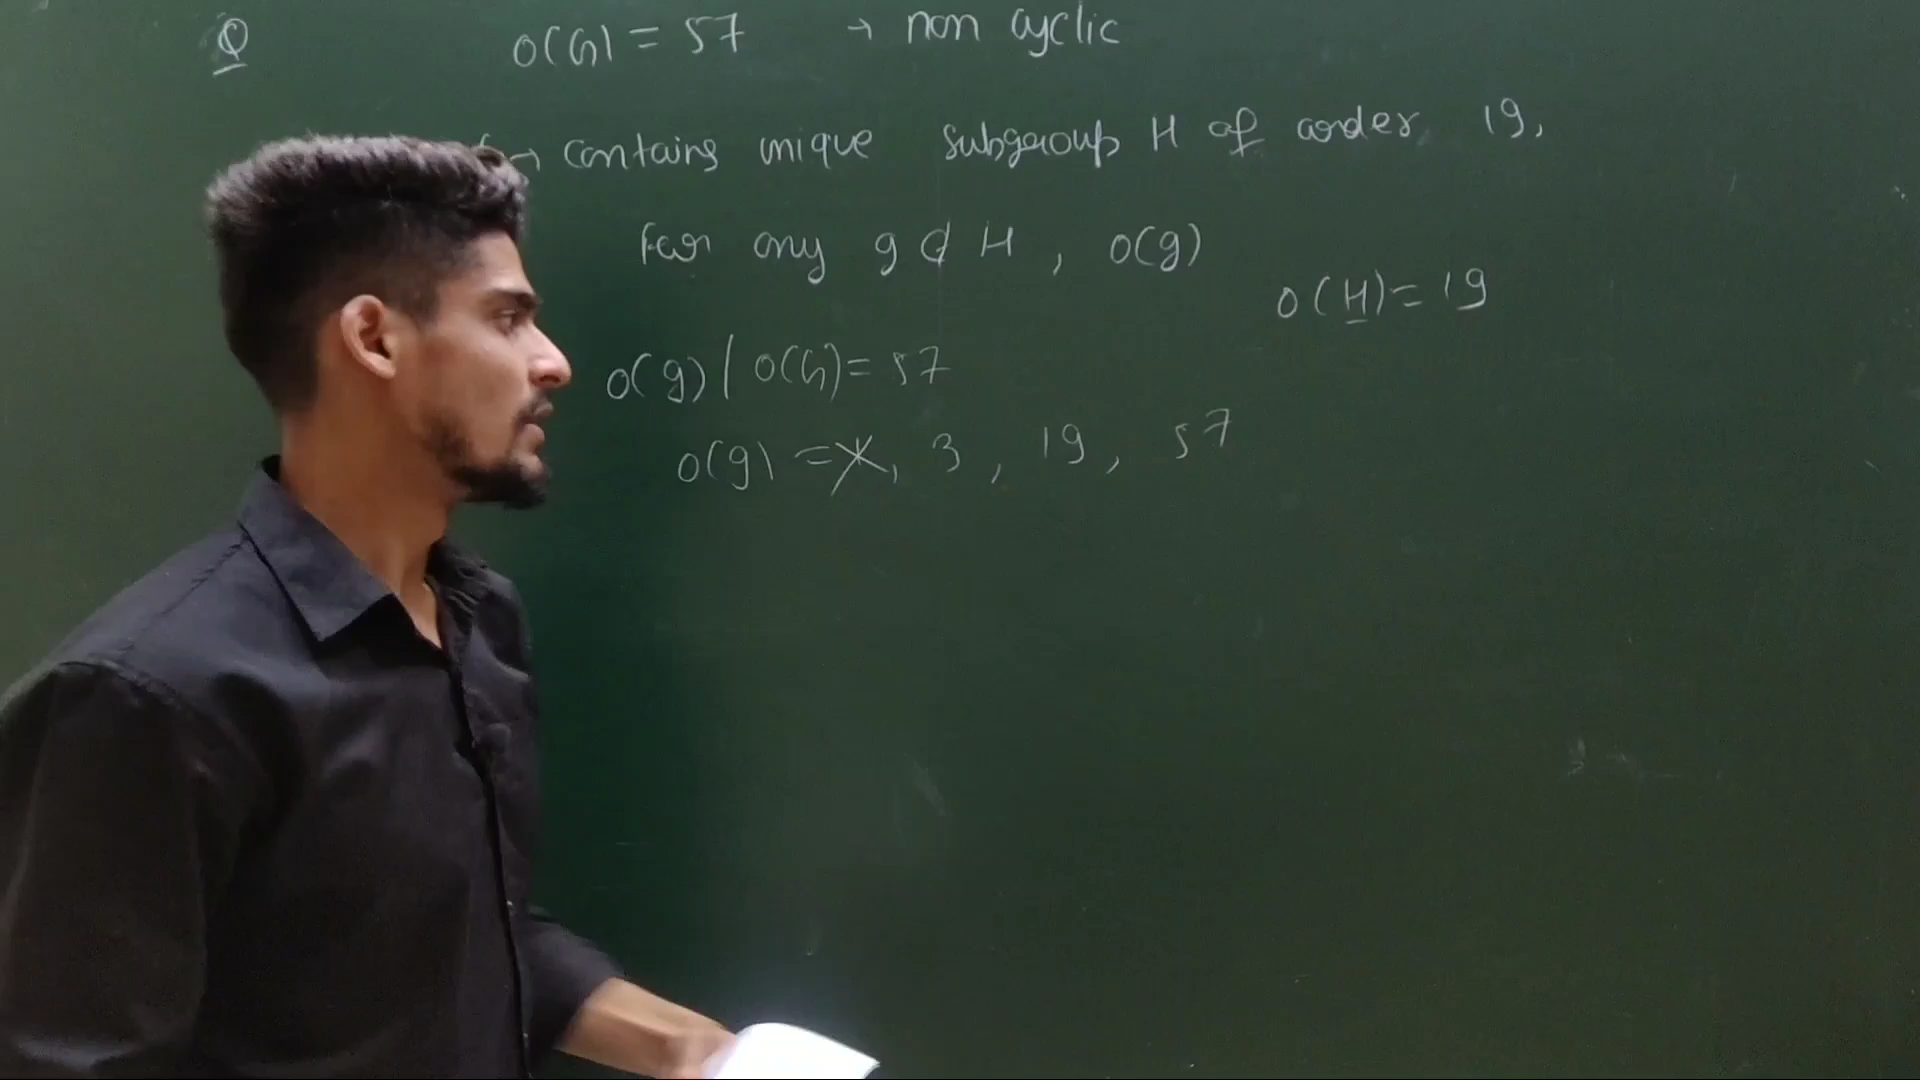 Q O(G) = 57 → non cyclic
G → contains unique subgroup H of order 19,
For any g ∉ H, O(g)
O(H) = 19
O(g) / O(G) = 57
O(g) = 1, 3, 19, 57